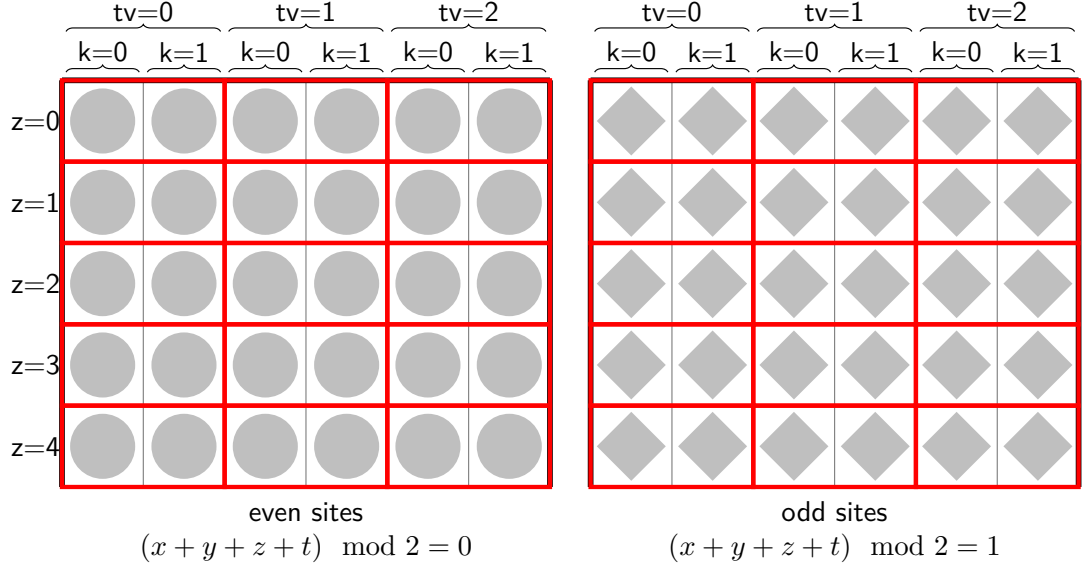 tv=0 tv=1 tv=2 tv=0 tv=1 tv=2
k=0 k=1 k=0 k=1 k=0 k=1 k=0 k=1 k=0 k=1 k=0 k=1
z=0
z=1
z=2
z=3
z=4
even sites odd sites
(x + y + z + t) mod 2 = 0 (x + y + z + t) mod 2 = 1